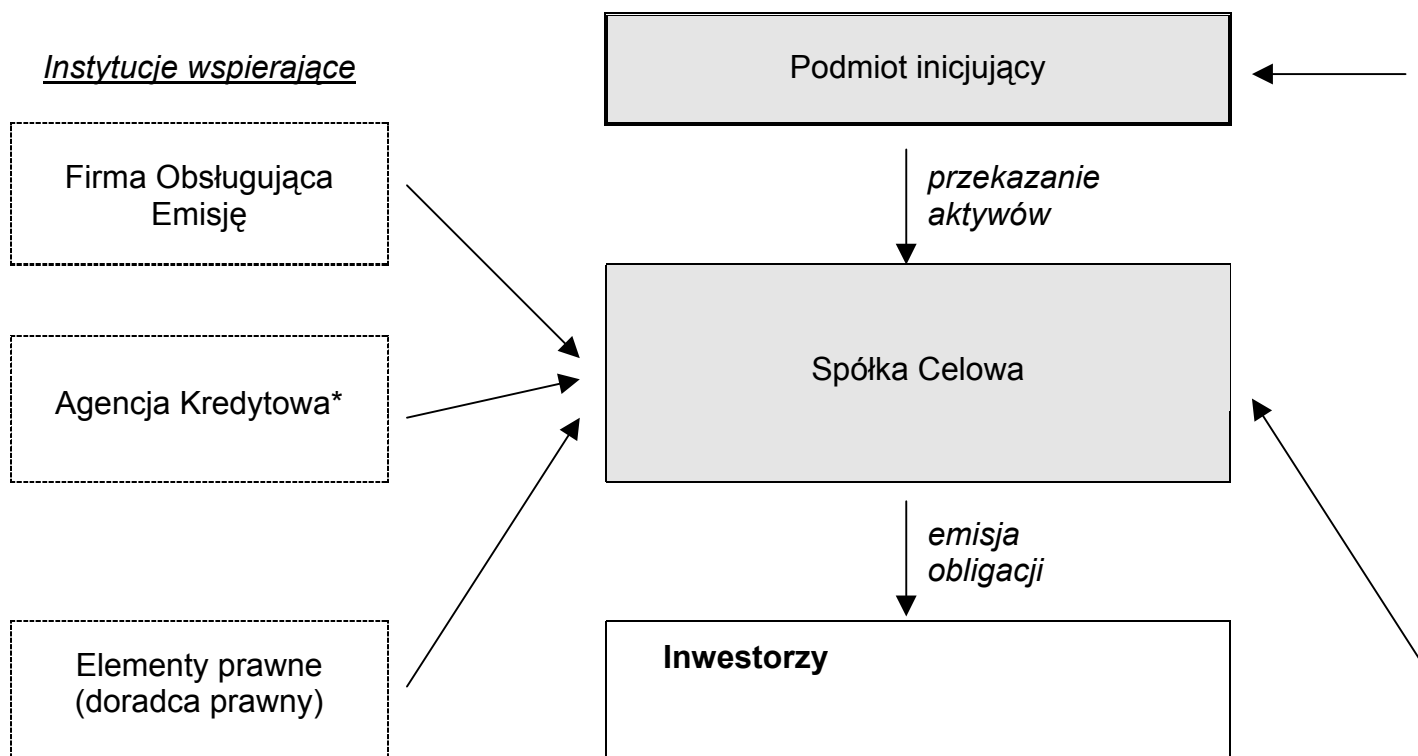 Instytucje wspierające
Podmiot inicjujący
Firma Obsługująca
Emisję
przekazanie
aktywów
Agencja Kredytowa*
Spółka Celowa
emisja
obligacji
Elementy prawne
(doradca prawny)
Inwestorzy